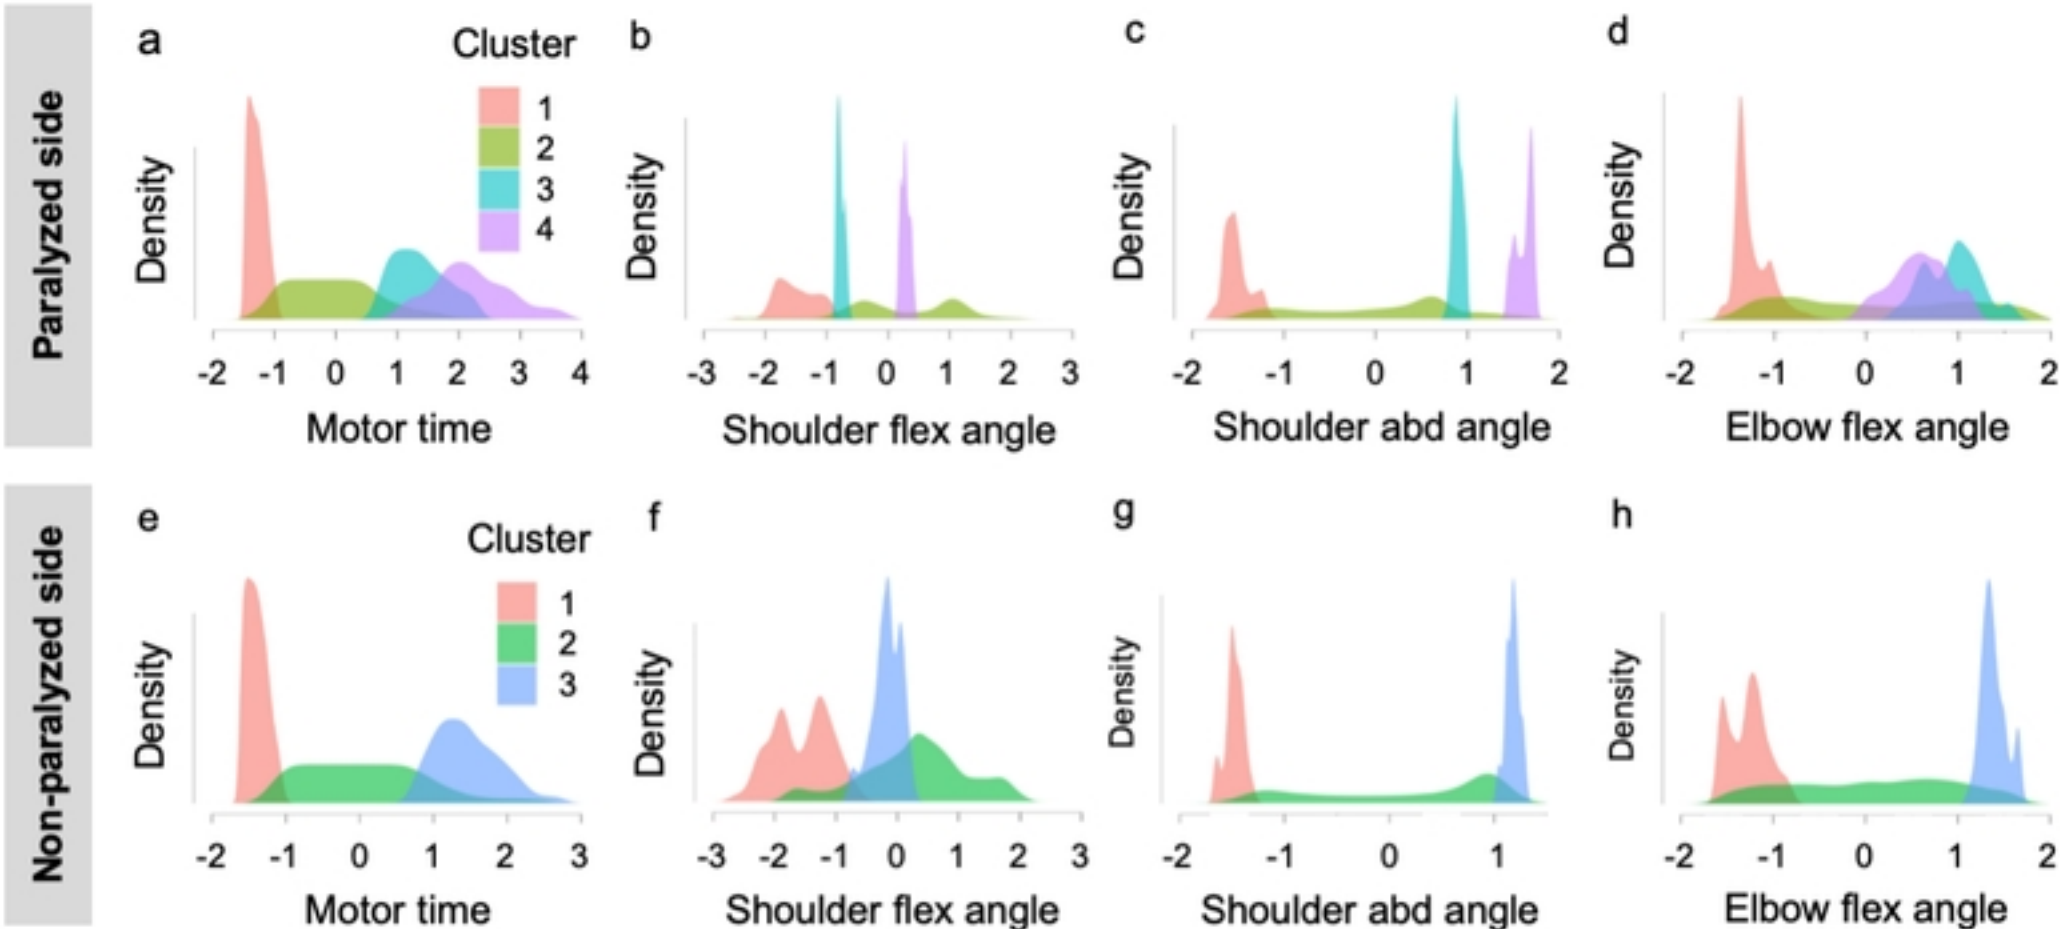 Paralyzed side
a
Cluster
1
2
3
4
Density
-2 -1 0 1 2 3 4
Motor time
b
Density
-3 -2 -1 0 1 2 3
Shoulder flex angle
c
Density
-2 -1 0 1 2
Shoulder abd angle
d
Density
-2 -1 0 1 2
Elbow flex angle
Non-paralyzed side
e
Cluster
1
2
3
Density
-2 -1 0 1 2 3
Motor time
f
Density
-3 -2 -1 0 1 2 3
Shoulder flex angle
g
Density
-2 -1 0 1
Shoulder abd angle
h
Density
-2 -1 0 1 2
Elbow flex angle